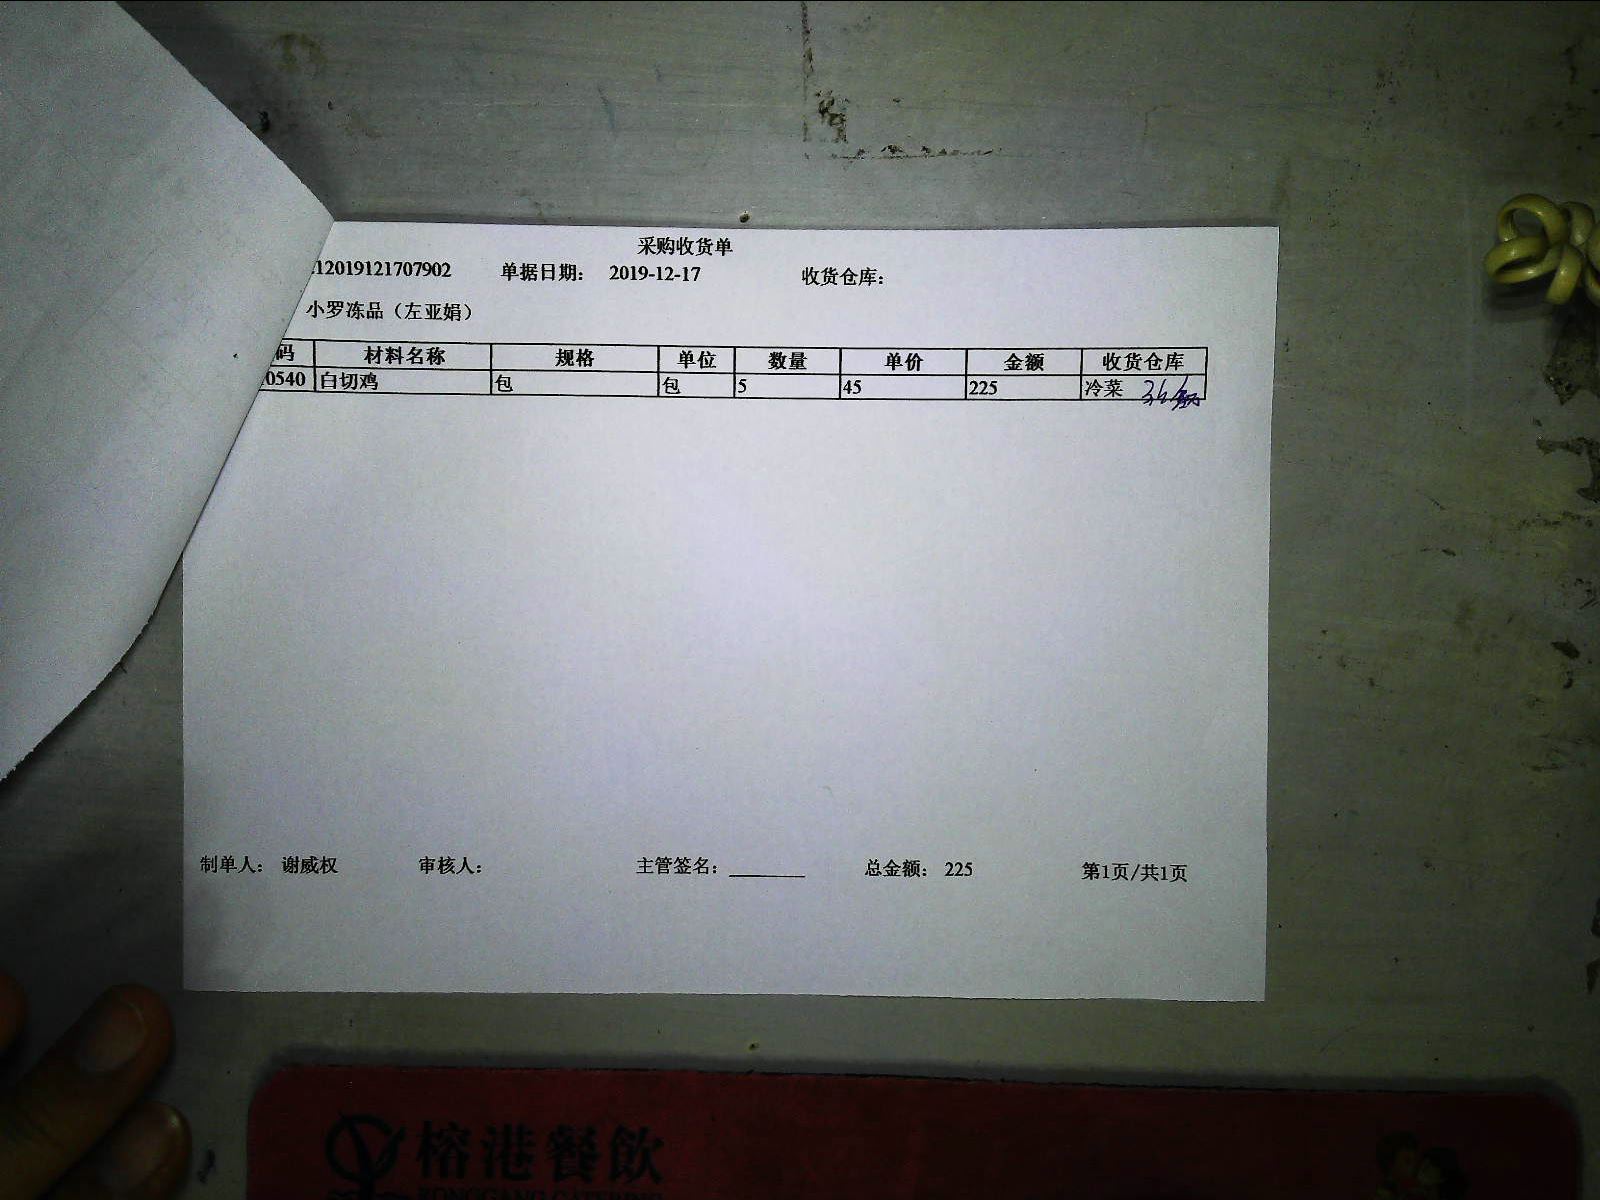 采购收货单
12019121707902 单据日期： 2019-12-17 收货仓库：
小罗冻品（左亚娟）
码 材料名称 规格 单位 数量 单价 金额 收货仓库
0540 白切鸡 包 包 5 45 225 冷菜
制单人： 谢威权 审核人： 主管签名： 总金额： 225 第1页/共1页
榕港餐飲
RONGGANG CATERING